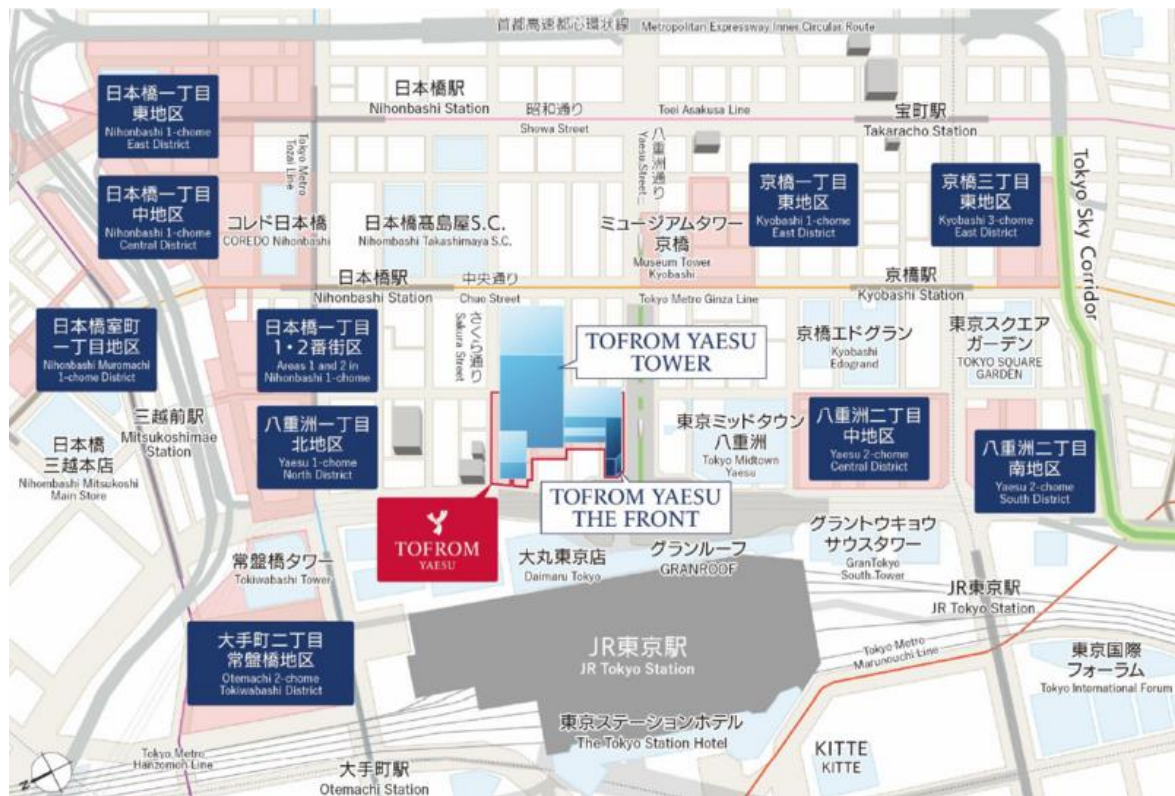 首都高速都心環状線 Metropolitan Expressway Inner Circular Route
日本橋一丁目
東地区
Nihonbashi 1-chome
East District
日本橋駅
Nihonbashi Station
昭和通り
Showa Street
Toei Asakusa Line
宝町駅
Takaracho Station
Tokyo Metro
Tozai Line
八重洲通り
Yaesu Street
Tokyo Sky Corridor
日本橋一丁目
中地区
Nihonbashi 1-chome
Central District
コレド日本橋
COREDO Nihonbashi
日本橋髙島屋S.C.
Nihombashi Takashimaya S.C.
ミュージアムタワー
京橋
Museum Tower
Kyobashi
京橋一丁目
東地区
Kyobashi 1-chome
East District
京橋三丁目
東地区
Kyobashi 3-chome
East District
日本橋駅
Nihonbashi Station
中央通り
Chuo Street
Tokyo Metro Ginza Line
京橋駅
Kyobashi Station
日本橋室町
一丁目地区
Nihonbashi Muromachi
1-chome District
日本橋一丁目
1・2番街区
Areas 1 and 2 in
Nihonbashi 1-chome
さくら通り
Sakura Street
TOFROM YAESU
TOWER
京橋エドグラン
Kyobashi
Edogrand
東京スクエア
ガーデン
TOKYO SQUARE
GARDEN
三越前駅
Mitsukoshimae
Station
日本橋
三越本店
Nihombashi Mitsukoshi
Main Store
八重洲一丁目
北地区
Yaesu 1-chome
North District
東京ミッドタウン
八重洲
Tokyo Midtown
Yaesu
八重洲二丁目
中地区
Yaesu 2-chome
Central District
八重洲二丁目
南地区
Yaesu 2-chome
South District
TOFROM YAESU
THE FRONT
TOFROM
YAESU
常盤橋タワー
Tokiwabashi Tower
大丸東京店
Daimaru Tokyo
グランルーフ
GRANROOF
グラントウキョウ
サウスタワー
GranTokyo
South Tower
JR東京駅
JR Tokyo Station
大手町二丁目
常盤橋地区
Otemachi 2-chome
Tokiwabashi District
JR東京駅
JR Tokyo Station
Tokyo Metro
Marunouchi Line
東京国際
フォーラム
Tokyo International Forum
東京ステーションホテル
The Tokyo Station Hotel
KITTE
KITTE
Tokyo Metro
Hanzomon Line
大手町駅
Otemachi Station
N